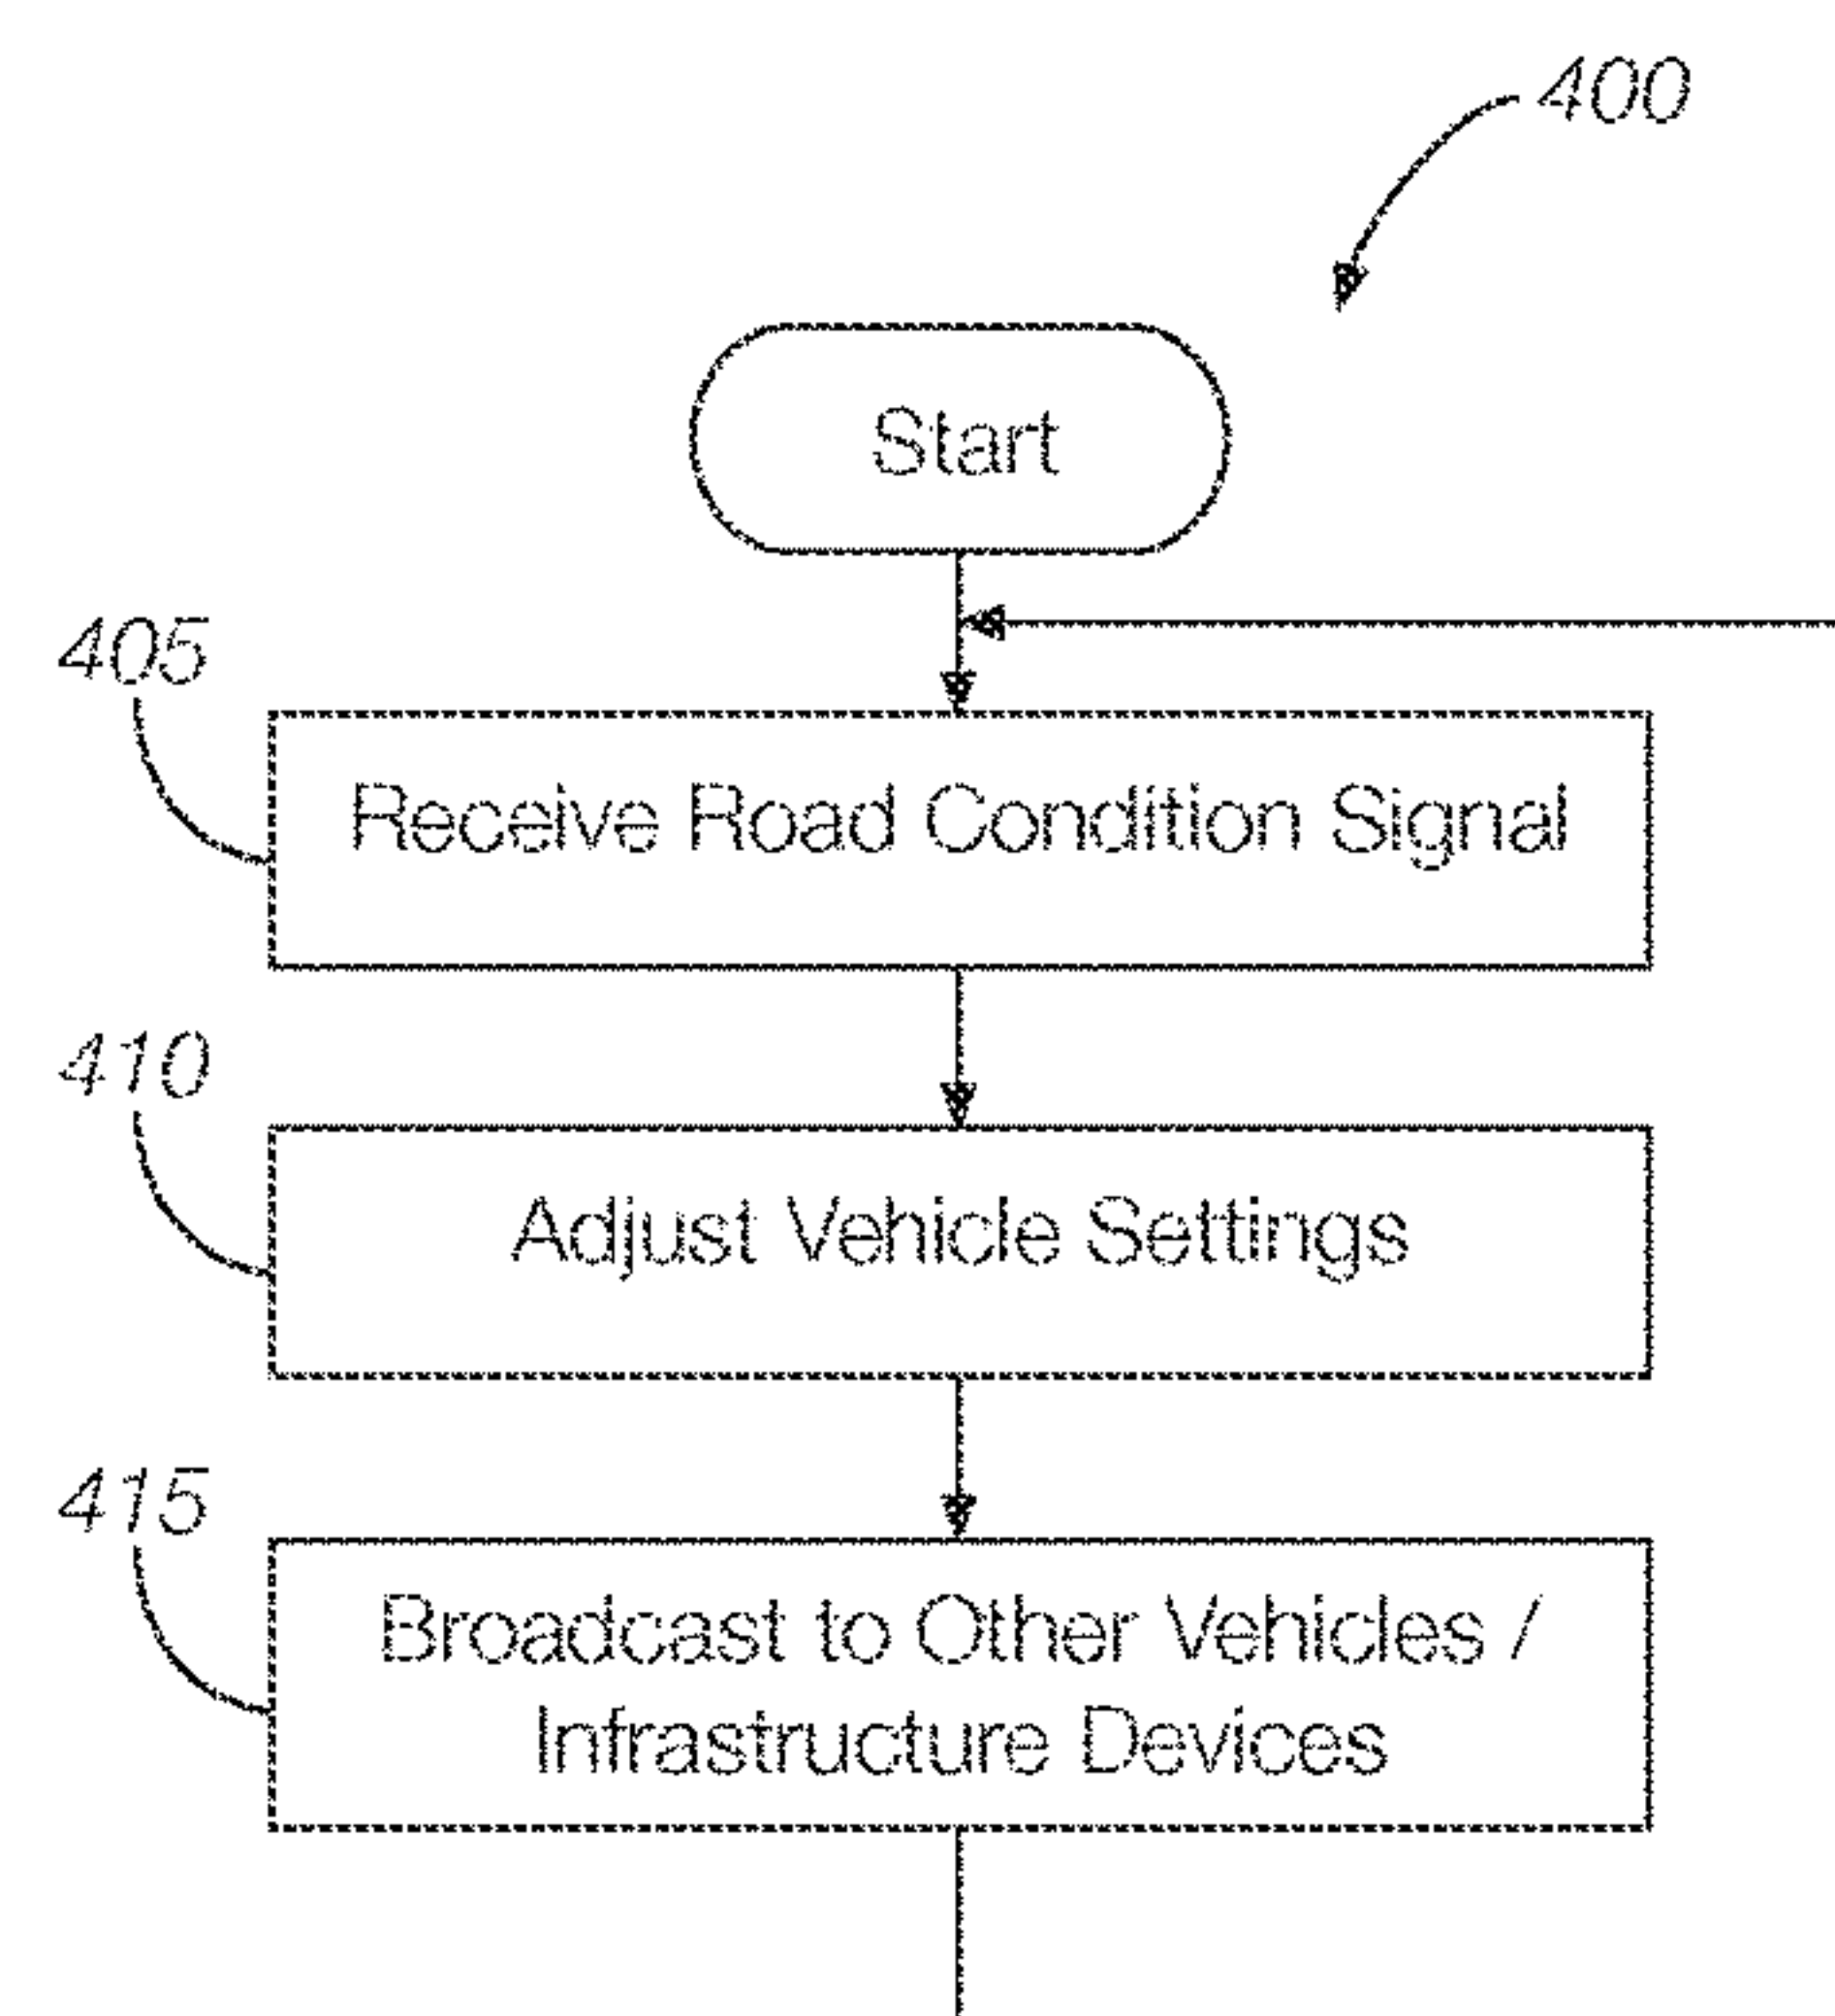 400
Start
405
Receive Road Condition Signal
410
Adjust Vehicle Settings
415
Broadcast to Other Vehicles /
Infrastructure Devices